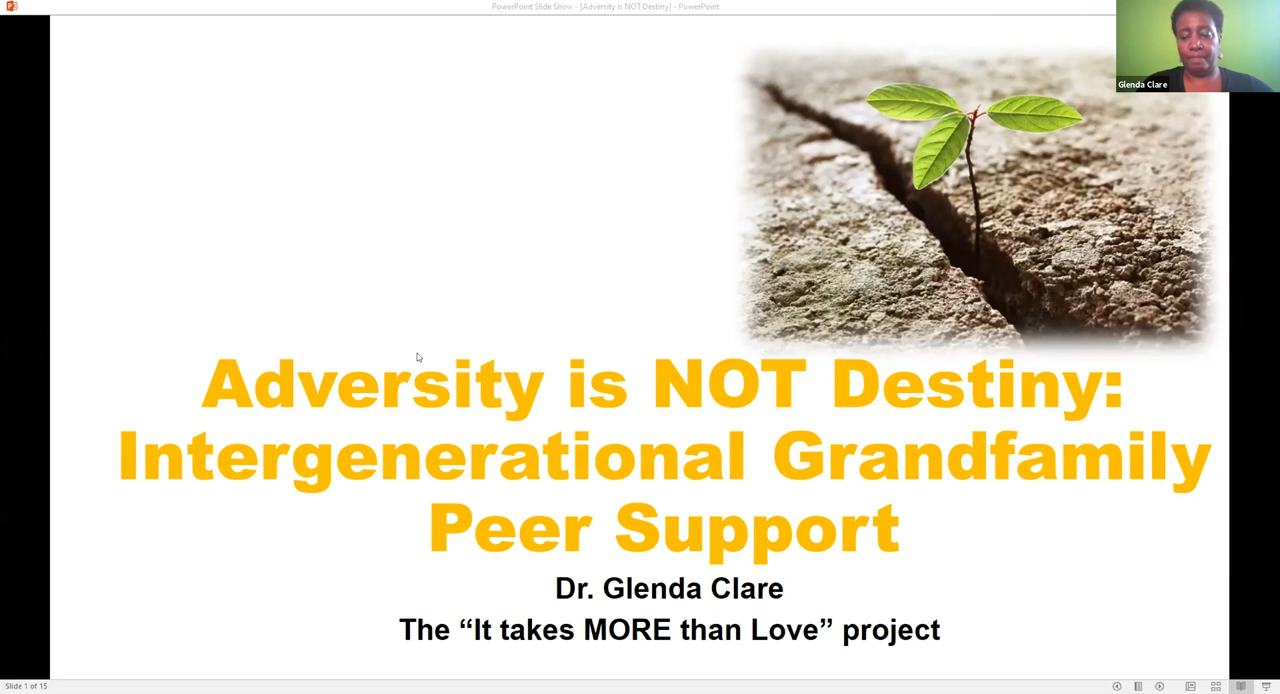 PowerPoint Slide Show - [Adversity is NOT Destiny] - PowerPoint
Glenda Clare
Adversity is NOT Destiny:
Intergenerational Grandfamily
Peer Support
Dr. Glenda Clare
The “It takes MORE than Love” project
Slide 1 of 15